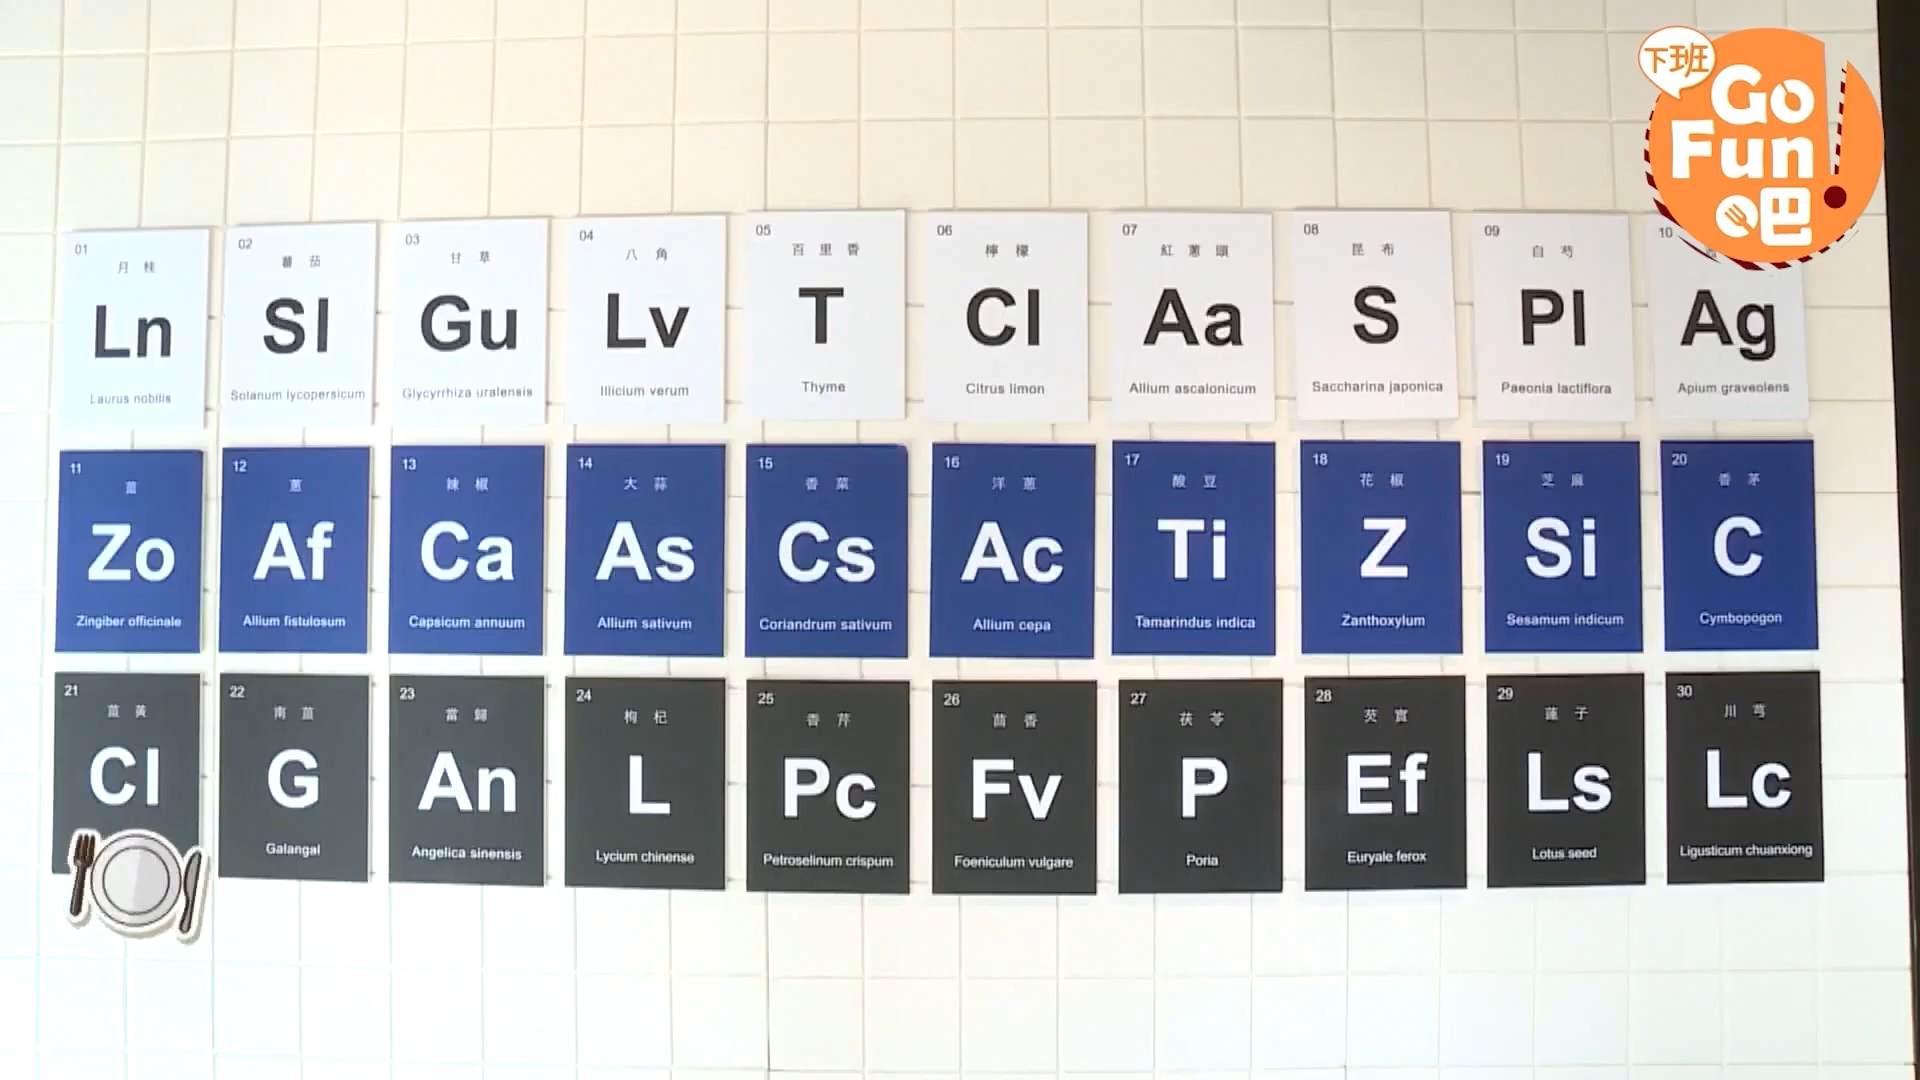 下班
Go
Fun
吧!
01
月桂
Ln
Laurus nobilis
02
蕃茄
Sl
Solanum lycopersicum
03
甘草
Gu
Glycyrrhiza uralensis
04
八角
Lv
Illicium verum
05
百里香
T
Thyme
06
檸檬
Cl
Citrus limon
07
紅蔥頭
Aa
Allium ascalonicum
08
昆布
S
Saccharina japonica
09
白芍
Pl
Paeonia lactiflora
10
Ag
Apium graveolens
11
薑
Zo
Zingiber officinale
12
蔥
Af
Allium fistulosum
13
辣椒
Ca
Capsicum annuum
14
大蒜
As
Allium sativum
15
香菜
Cs
Coriandrum sativum
16
洋蔥
Ac
Allium cepa
17
酸豆
Ti
Tamarindus indica
18
花椒
Z
Zanthoxylum
19
芝麻
Si
Sesamum indicum
20
香茅
C
Cymbopogon
21
薑黃
Cl
22
南薑
G
Galangal
23
當歸
An
Angelica sinensis
24
枸杞
L
Lycium chinense
25
香芹
Pc
Petroselinum crispum
26
茴香
Fv
Foeniculum vulgare
27
茯苓
P
Poria
28
芡實
Ef
Euryale ferox
29
蓮子
Ls
Lotus seed
30
川芎
Lc
Ligusticum chuanxiong